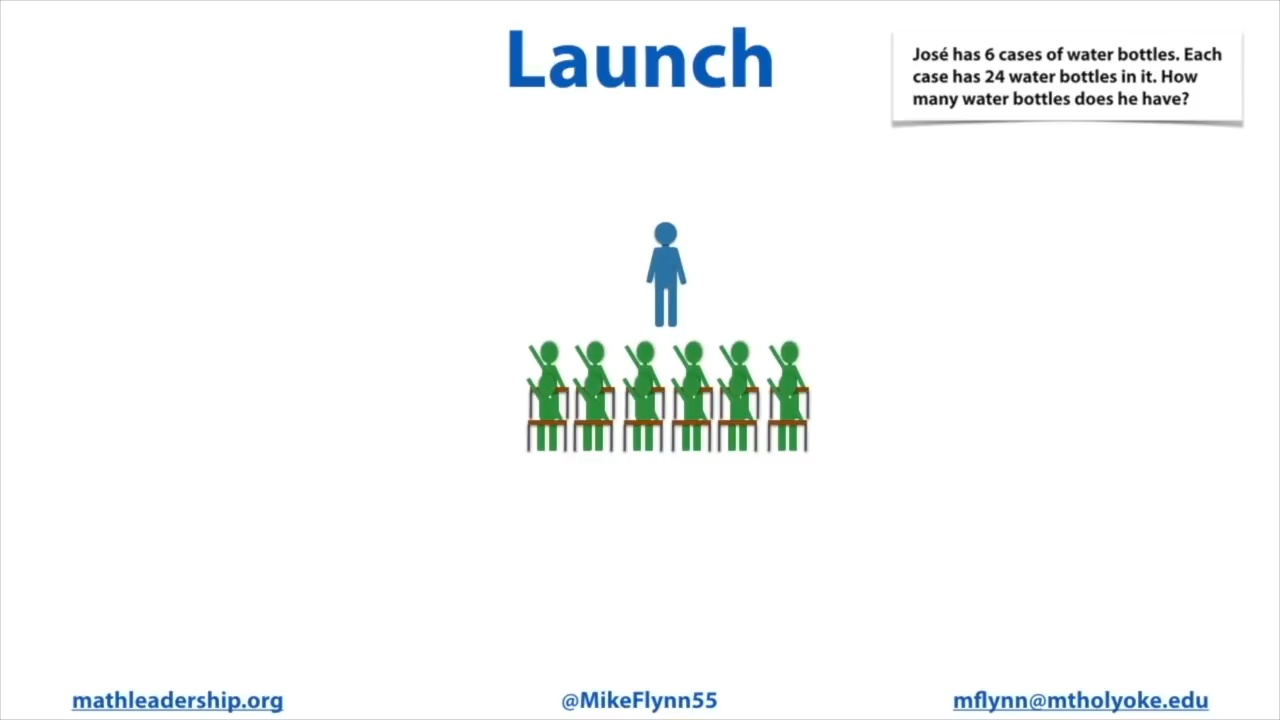 Launch
José has 6 cases of water bottles. Each
case has 24 water bottles in it. How
many water bottles does he have?
mathleadership.org
@MikeFlynn55
mflynn@mtholyoke.edu